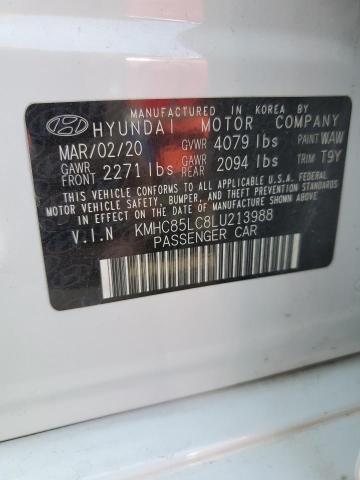 MANUFACTURED IN KOREA BY
HYUNDAI MOTOR COMPANY
MAR/02/20 GVWR 4079 lbs PAINT WAW
GAWR FRONT 2271 lbs GAWR REAR 2094 lbs TRIM T9Y
THIS VEHICLE CONFORMS TO ALL APPLICABLE U.S.A. FEDERAL
MOTOR VEHICLE SAFETY, BUMPER, AND THEFT PREVENTION STANDARDS
IN EFFECT ON THE DATE OF MANUFACTURE SHOWN ABOVE.
V.I.N KMHC85LC8LU213988
PASSENGER CAR